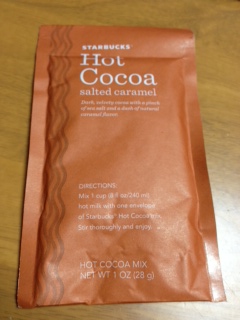 STARBUCKS
Hot
Cocoa
salted caramel
Dark, velvety cocoa with a pinch
of sea salt and a dash of natural
caramel flavor.
DIRECTIONS:
Mix 1 cup (8 fl oz/240 ml)
hot milk with one envelope
of Starbucks® Hot Cocoa mix.
Stir thoroughly and enjoy.
HOT COCOA MIX
NET WT 1 OZ (28 g)